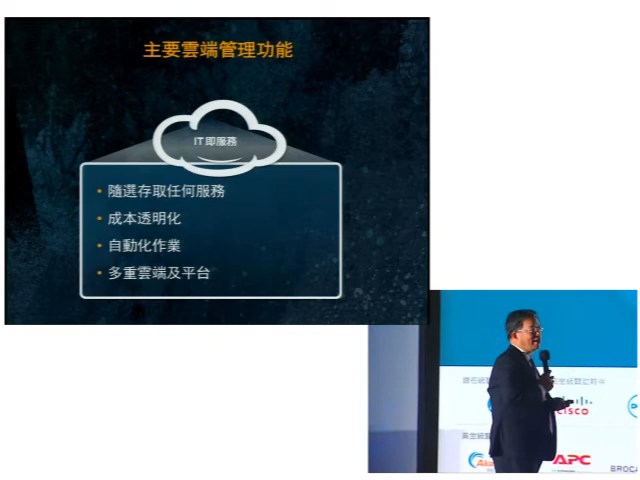 主要雲端管理功能
IT即服務
• 隨選存取任何服務
• 成本透明化
• 自動化作業
• 多重雲端及平台
CISCO
APC